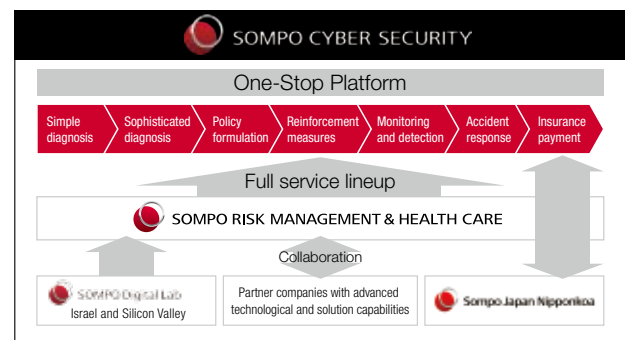 SOMPO CYBER SECURITY
One-Stop Platform
Simple
diagnosis
Sophisticated
diagnosis
Policy
formulation
Reinforcement
measures
Monitoring
and detection
Accident
response
Insurance
payment
Full service lineup
SOMPO RISK MANAGEMENT & HEALTH CARE
Collaboration
SOMPO Digital Lab
Israel and Silicon Valley
Partner companies with advanced
technological and solution capabilities
Sompo Japan Nipponkoa